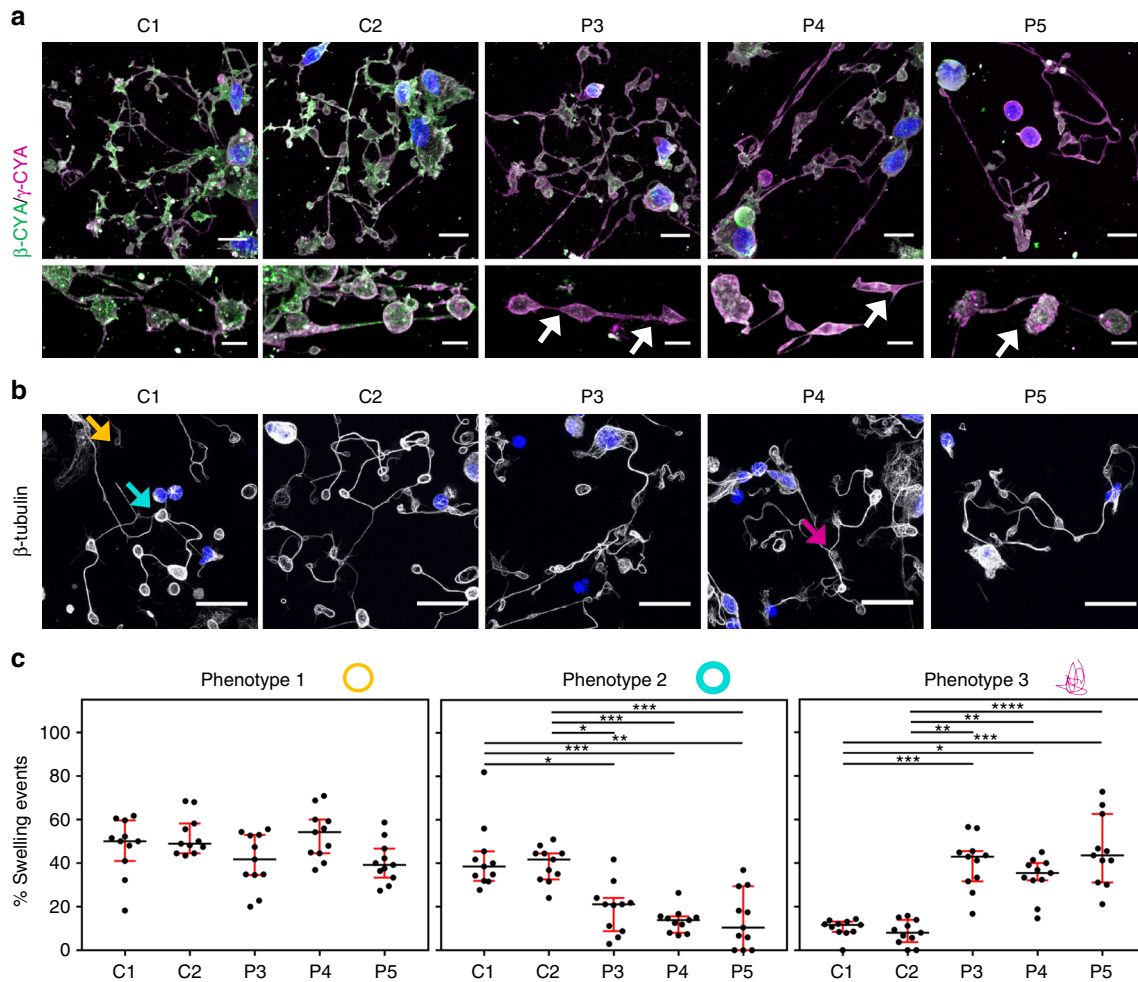 a
C1 C2 P3 P4 P5
β-CYA/γ-CYA
b
C1 C2 P3 P4 P5
β-tubulin
c
Phenotype 1 Phenotype 2 Phenotype 3
% Swelling events
100
80
60
40
20
0
***
***
*
**
***
*
****
**
**
***
*
***
C1 C2 P3 P4 P5 C1 C2 P3 P4 P5 C1 C2 P3 P4 P5